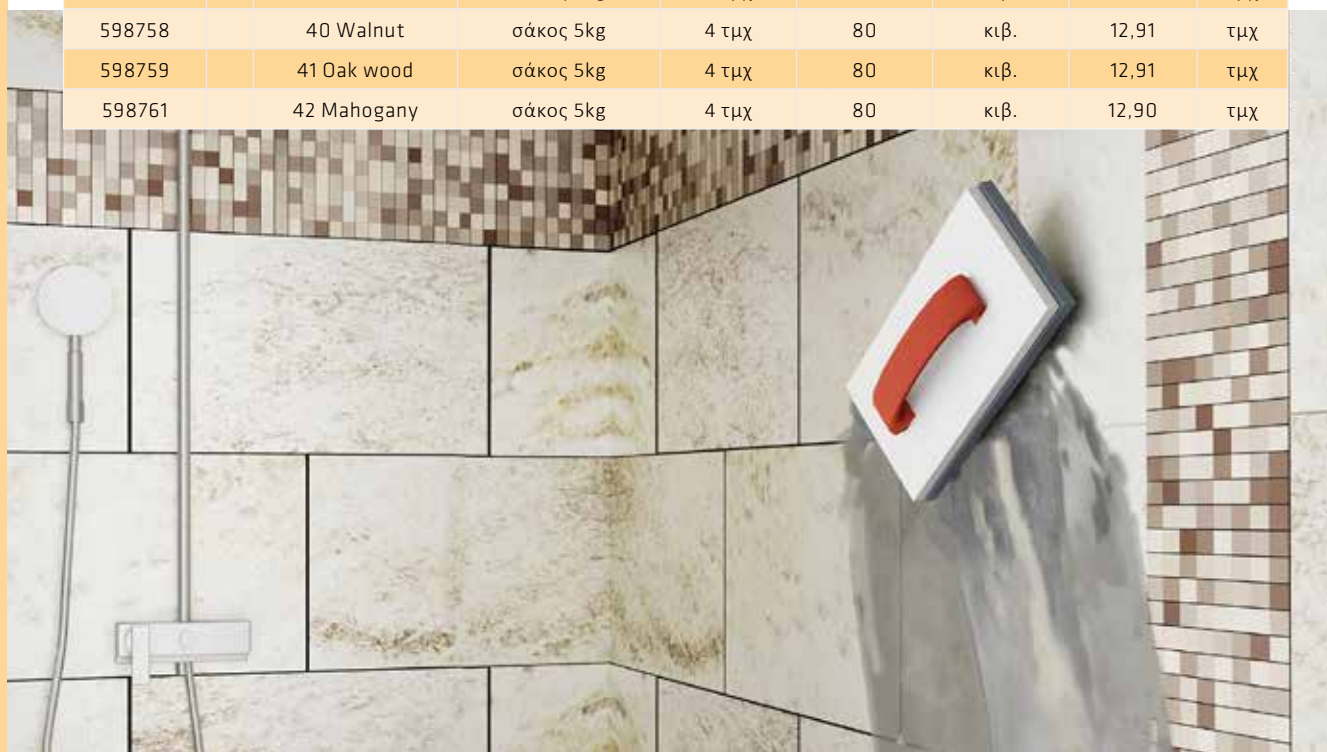 598758 40 Walnut σάκος 5kg 4 τμχ 80 κιβ. 12,91 τμχ
598759 41 Oak wood σάκος 5kg 4 τμχ 80 κιβ. 12,91 τμχ
598761 42 Mahogany σάκος 5kg 4 τμχ 80 κιβ. 12,90 τμχ